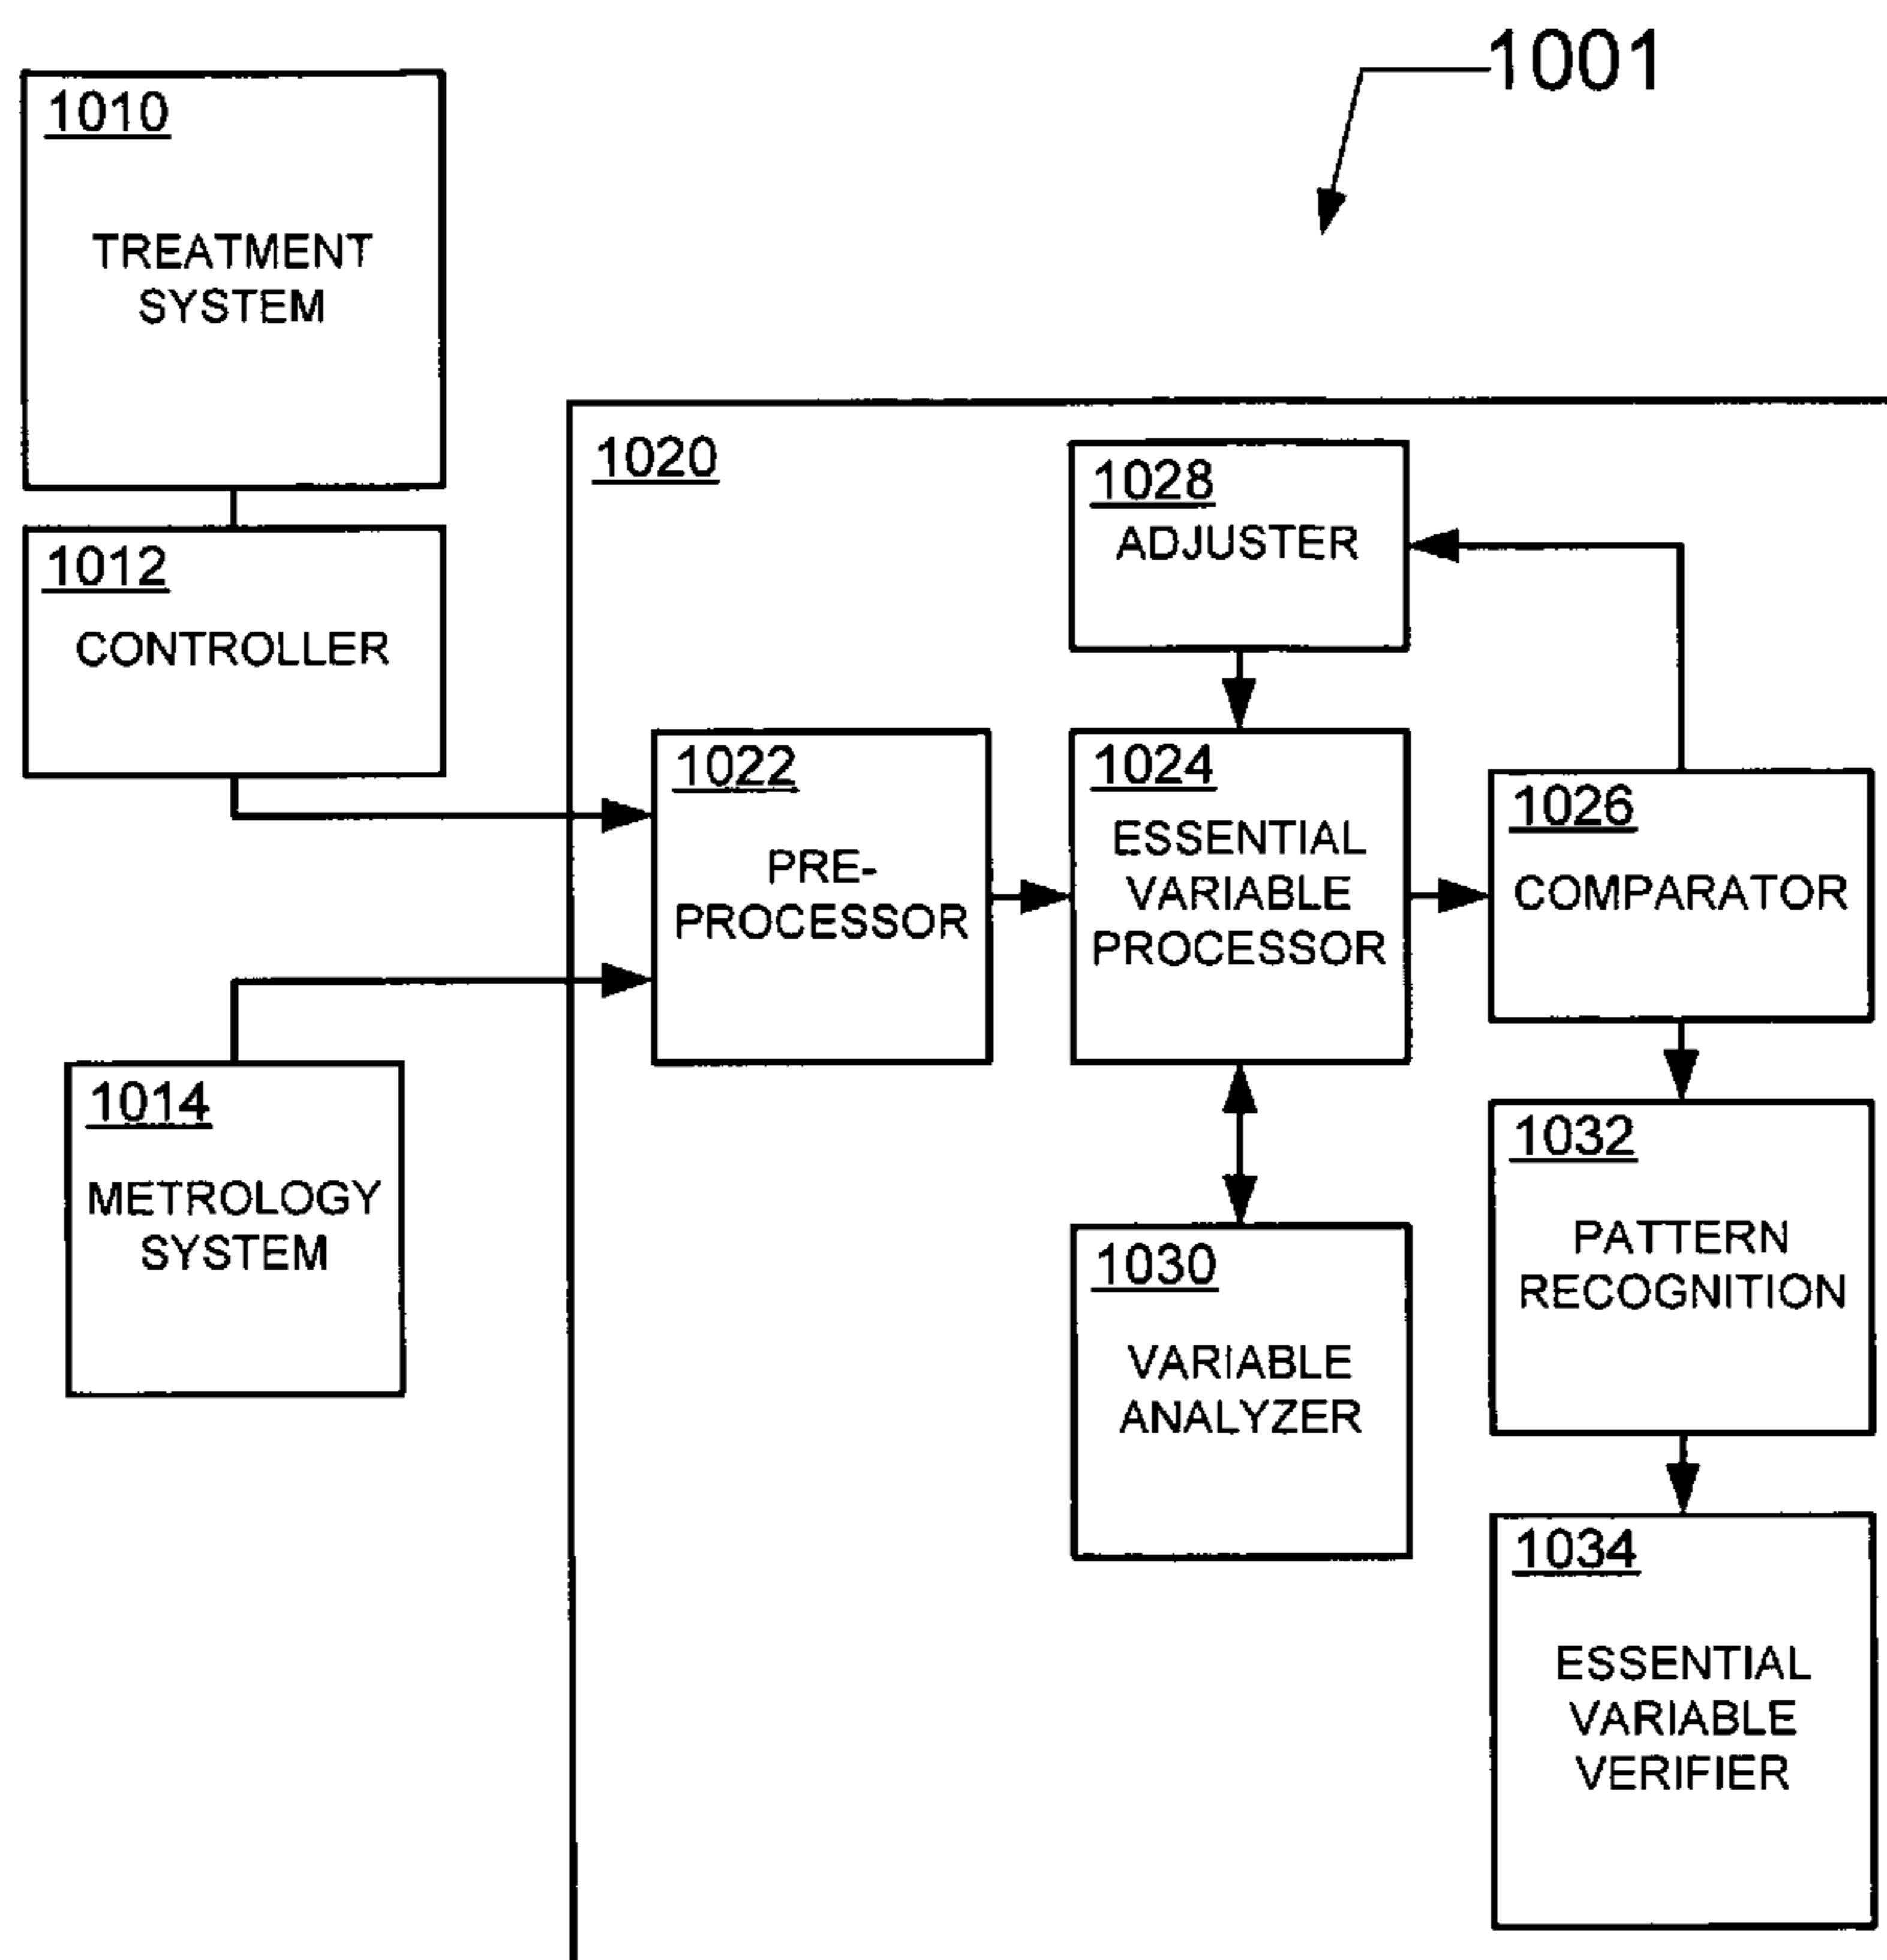 1001
1010
TREATMENT
SYSTEM
1012
CONTROLLER
1014
METROLOGY
SYSTEM
1020
1022
PRE-
PROCESSOR
1028
ADJUSTER
1024
ESSENTIAL
VARIABLE
PROCESSOR
1026
COMPARATOR
1030
VARIABLE
ANALYZER
1032
PATTERN
RECOGNITION
1034
ESSENTIAL
VARIABLE
VERIFIER